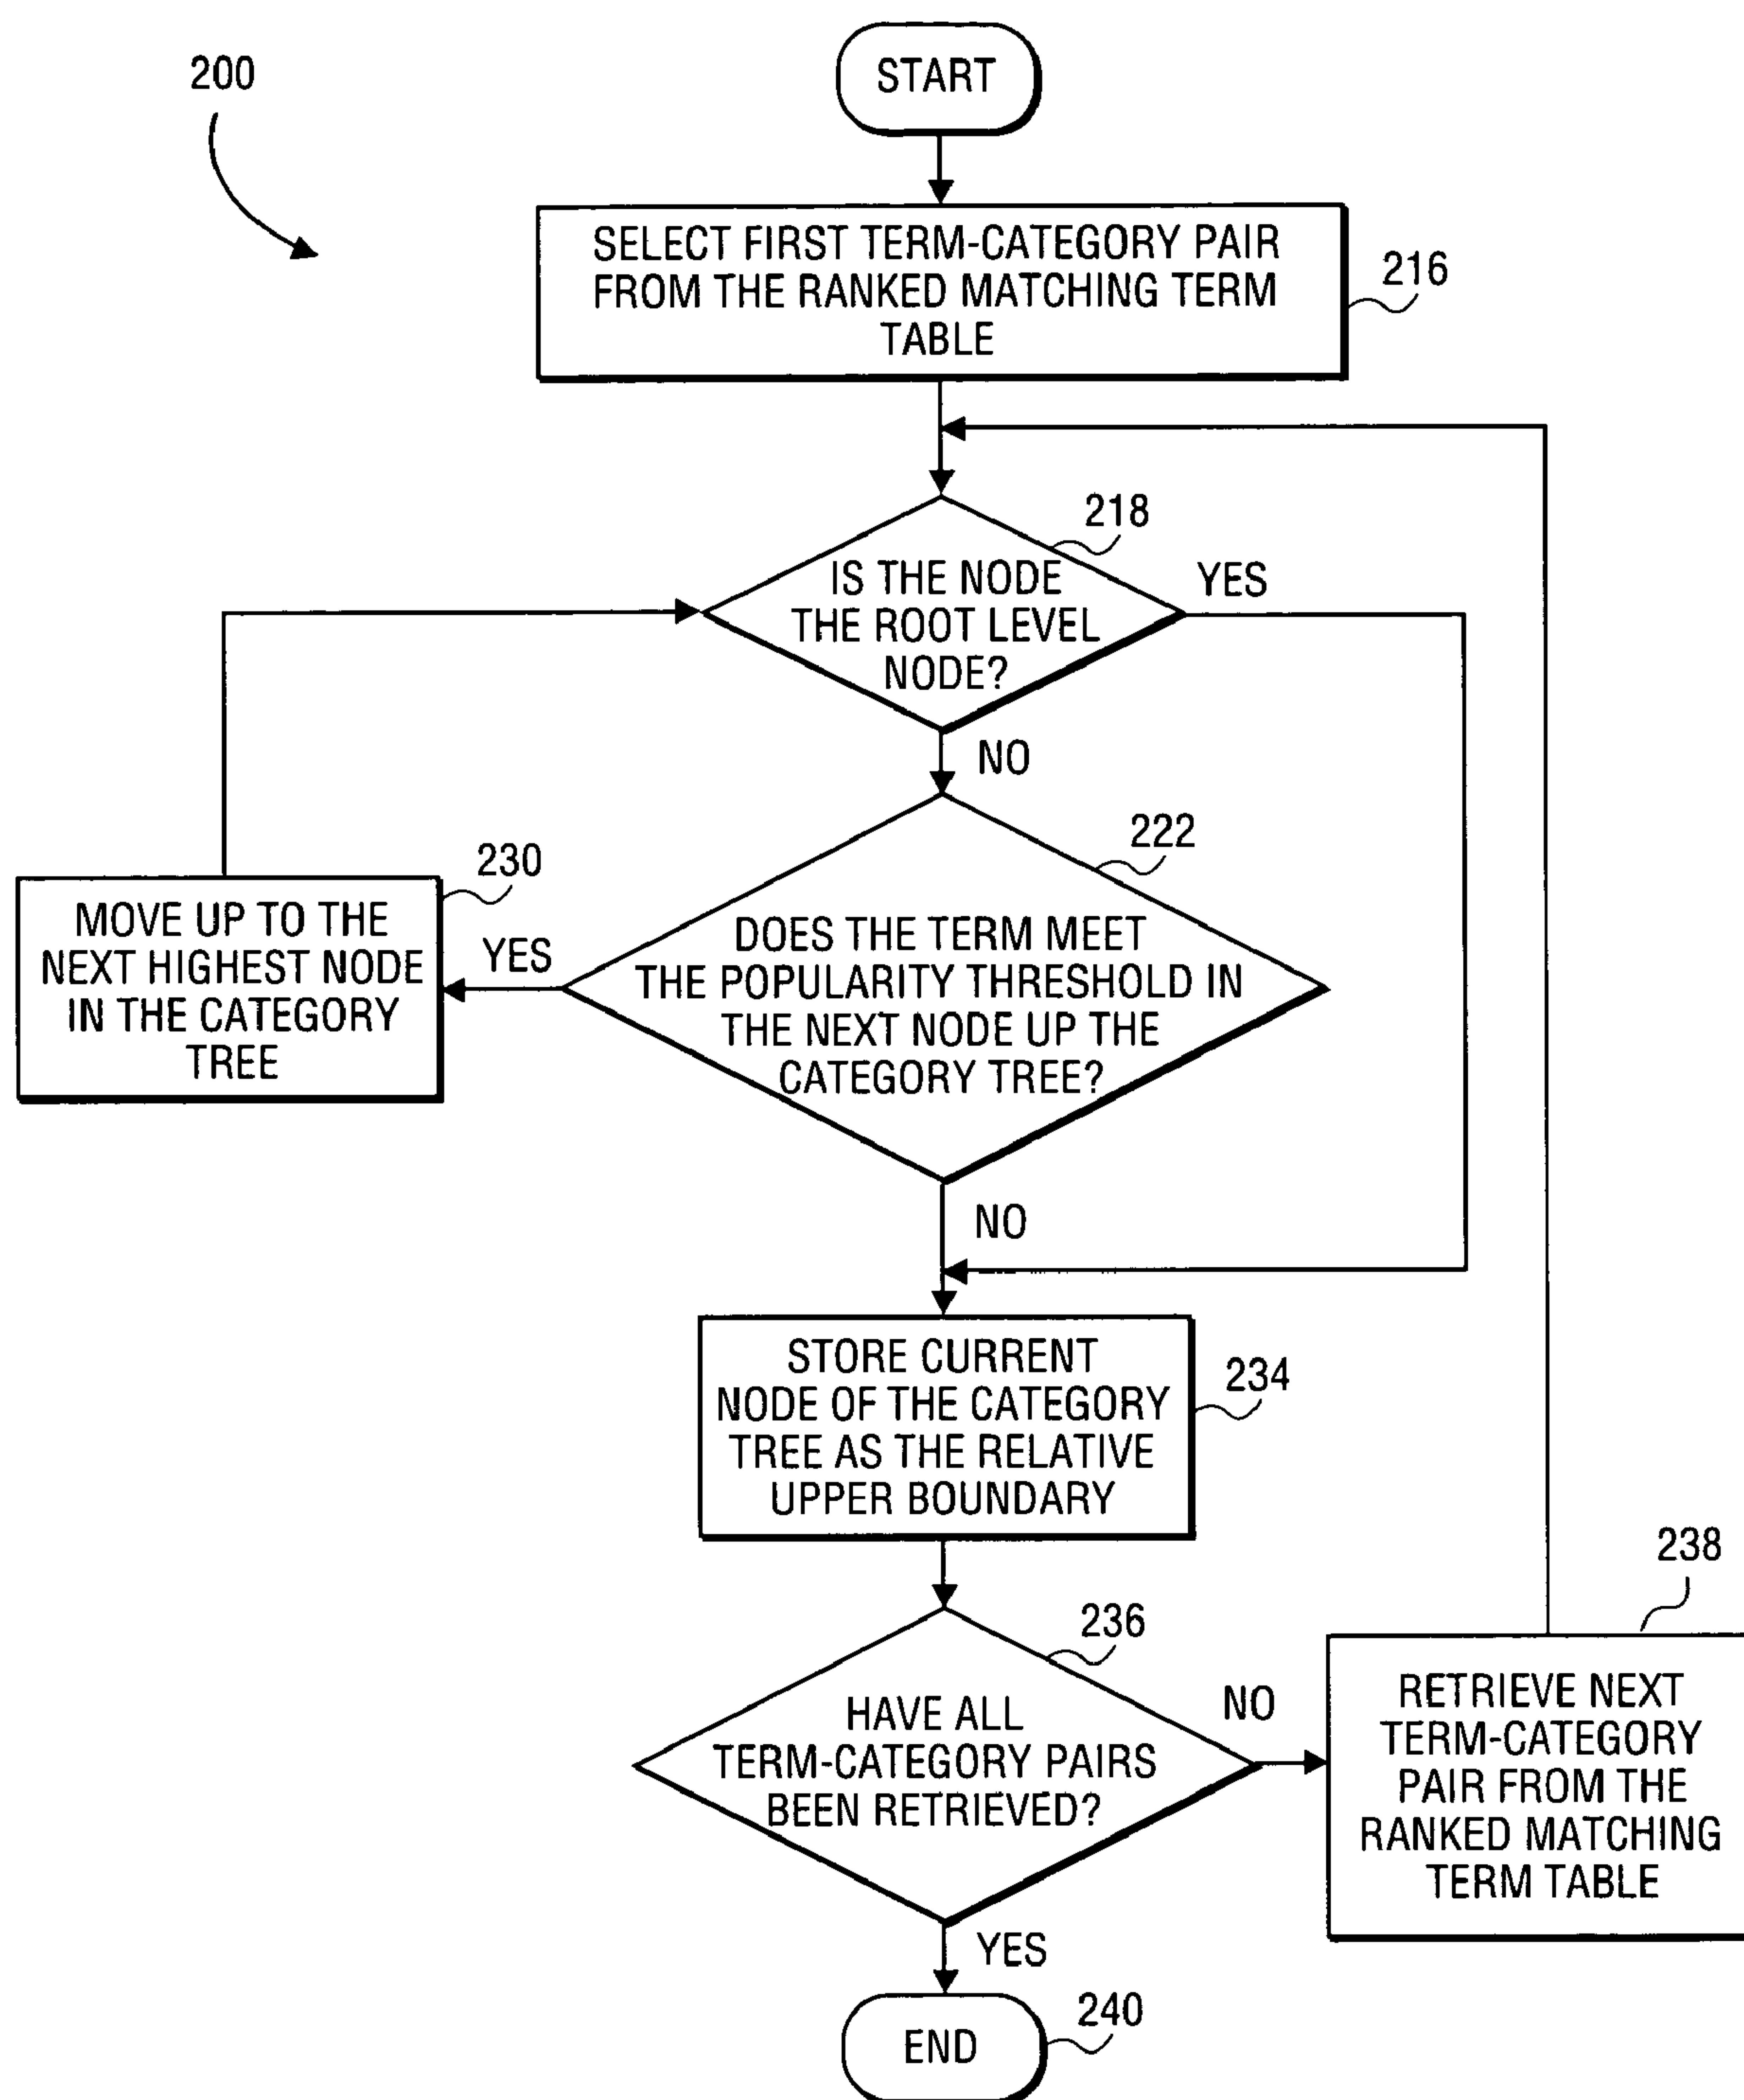 200
START
SELECT FIRST TERM-CATEGORY PAIR
FROM THE RANKED MATCHING TERM
TABLE
216
218
IS THE NODE
THE ROOT LEVEL
NODE?
YES
NO
222
DOES THE TERM MEET
THE POPULARITY THRESHOLD IN
THE NEXT NODE UP THE
CATEGORY TREE?
YES
230
MOVE UP TO THE
NEXT HIGHEST NODE
IN THE CATEGORY
TREE
NO
STORE CURRENT
NODE OF THE CATEGORY
TREE AS THE RELATIVE
UPPER BOUNDARY
234
236
HAVE ALL
TERM-CATEGORY PAIRS
BEEN RETRIEVED?
NO
238
RETRIEVE NEXT
TERM-CATEGORY
PAIR FROM THE
RANKED MATCHING
TERM TABLE
YES
END
240